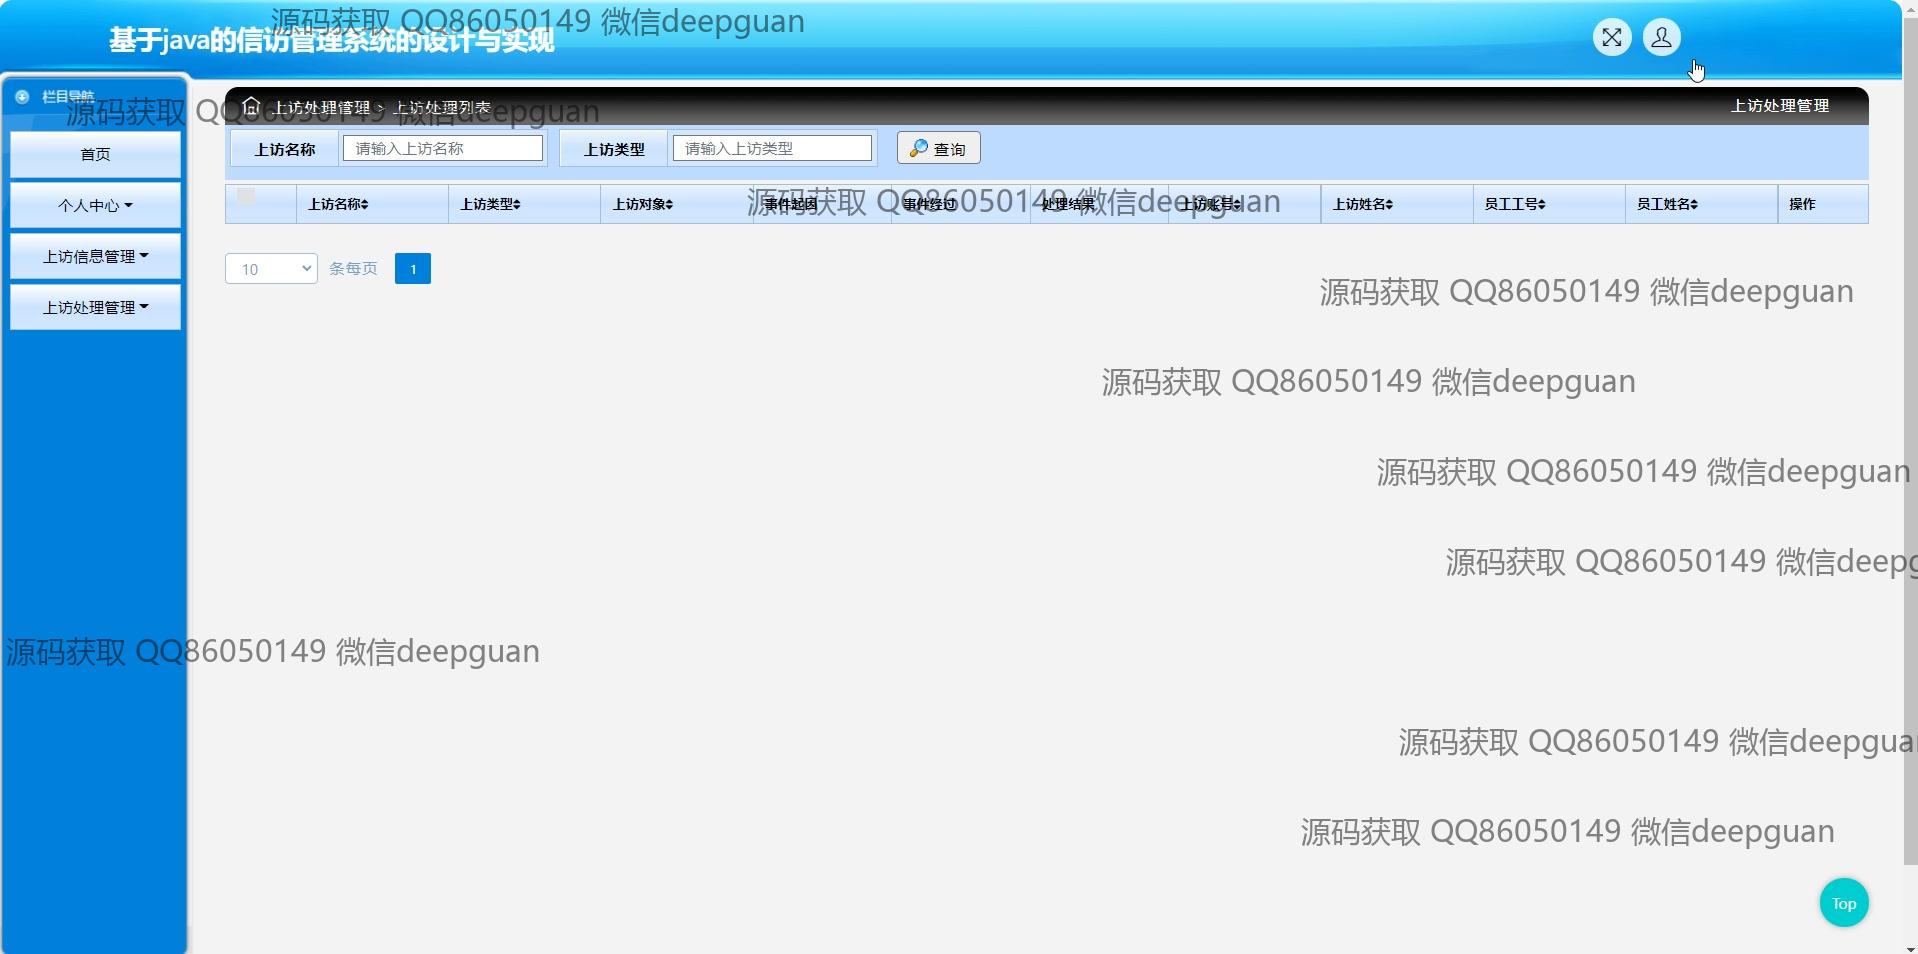 源码获取 QQ86050149 微信deepguan
基于java的信访管理系统的设计与实现
栏目导航
源码获取 QQ86050149 微信deepguan
上访处理管理 > 上访处理列表
上访处理管理
首页
个人中心
上访信息管理
上访处理管理
上访名称 请输入上访名称 上访类型 请输入上访类型 查询
源码获取 QQ86050149 微信deepguan
上访名称 上访类型 上访对象 事件起因 事件经过 处理结果 上访账号 上访姓名 员工工号 员工姓名 操作
10 条每页 1
源码获取 QQ86050149 微信deepguan
源码获取 QQ86050149 微信deepguan
源码获取 QQ86050149 微信deepguan
源码获取 QQ86050149 微信deepg
源码获取 QQ86050149 微信deepguan
源码获取 QQ86050149 微信deepgua
源码获取 QQ86050149 微信deepguan
Top